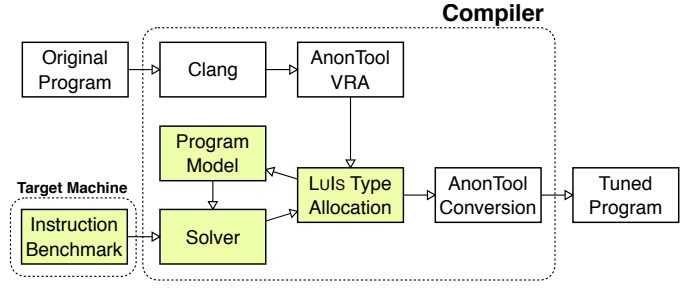 Compiler
Original
Program
Clang
AnonTool
VRA
Program
Model
Target Machine
Instruction
Benchmark
Solver
LUIS Type
Allocation
AnonTool
Conversion
Tuned
Program